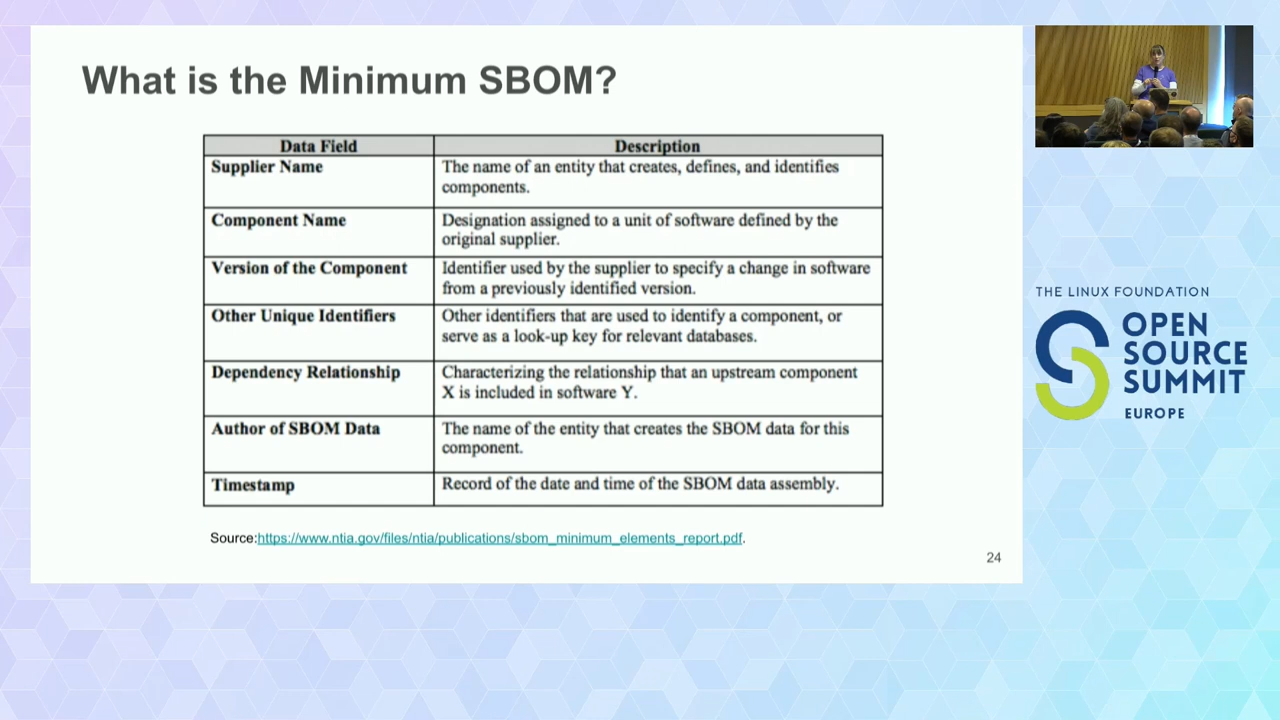 What is the Minimum SBOM?
Data Field Description
Supplier Name The name of an entity that creates, defines, and identifies
components.
Component Name Designation assigned to a unit of software defined by the
original supplier.
Version of the Component Identifier used by the supplier to specify a change in software
from a previously identified version.
Other Unique Identifiers Other identifiers that are used to identify a component, or
serve as a look-up key for relevant databases.
Dependency Relationship Characterizing the relationship that an upstream component
X is included in software Y.
Author of SBOM Data The name of the entity that creates the SBOM data for this
component.
Timestamp Record of the date and time of the SBOM data assembly.
Source:https://www.ntia.gov/files/ntia/publications/sbom_minimum_elements_report.pdf.
24
THE LINUX FOUNDATION
OPEN
SOURCE
SUMMIT
EUROPE